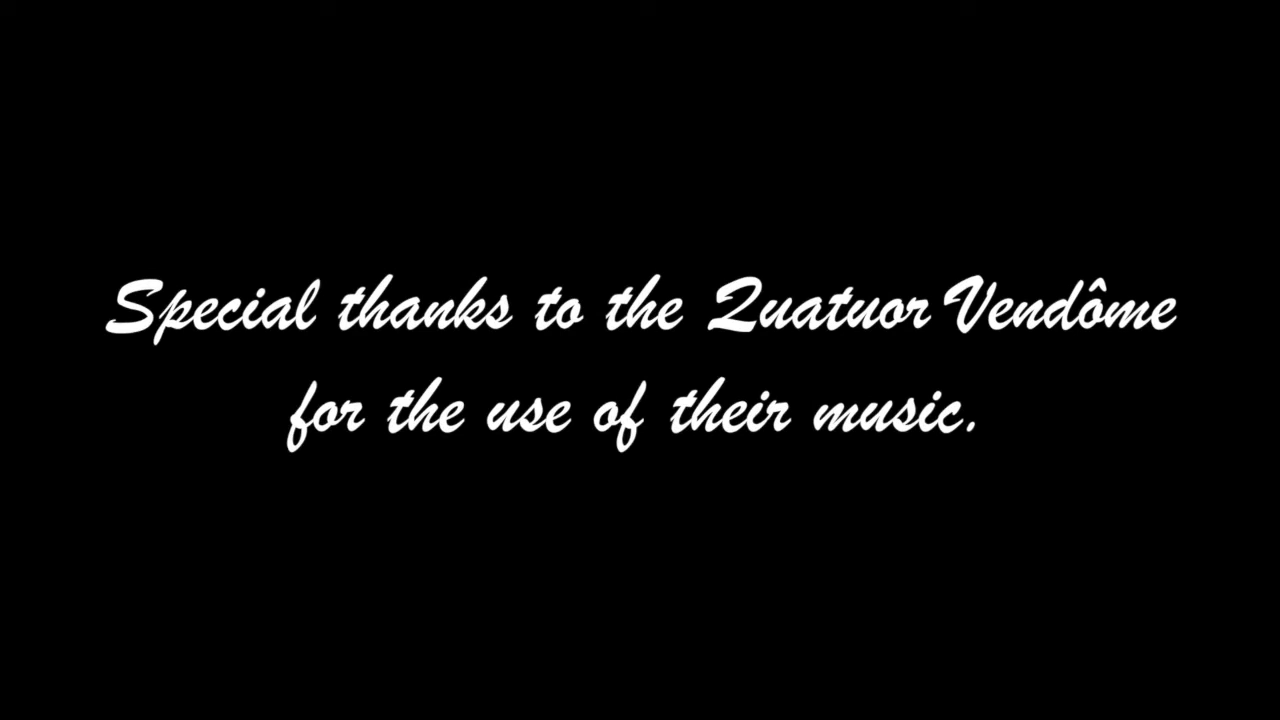 Special thanks to the Quatuor Vendôme
for the use of their music.